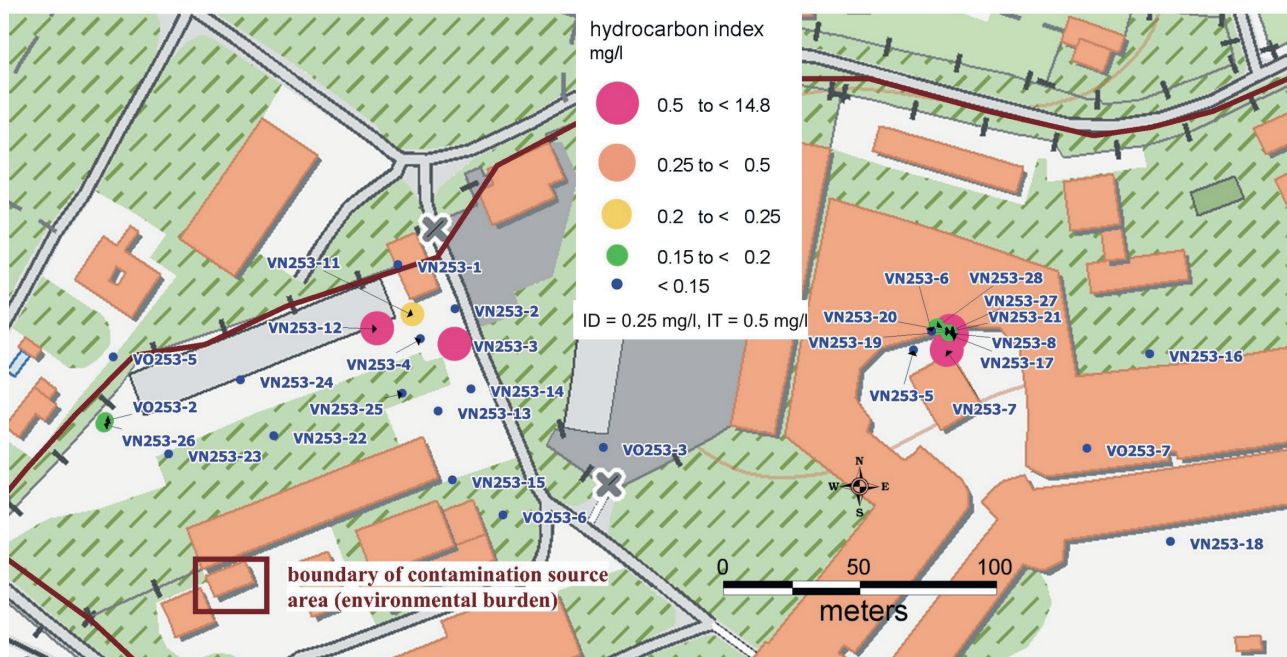 hydrocarbon index
mg/l
0.5 to < 14.8
0.25 to < 0.5
0.2 to < 0.25
0.15 to < 0.2
< 0.15
ID = 0.25 mg/l, IT = 0.5 mg/l
VN253-11
VN253-1
VN253-2
VN253-12
VN253-3
VN253-4
VO253-5
VN253-24
VN253-14
VN253-25
VN253-13
VO253-2
VN253-26
VN253-22
VN253-23
VN253-15
VO253-6
VO253-3
VN253-6
VN253-28
VN253-27
VN253-20
VN253-21
VN253-19
VN253-8
VN253-17
VN253-5
VN253-7
VN253-16
VO253-7
VN253-18
N
W E
S
0 50 100
meters
boundary of contamination source
area (environmental burden)